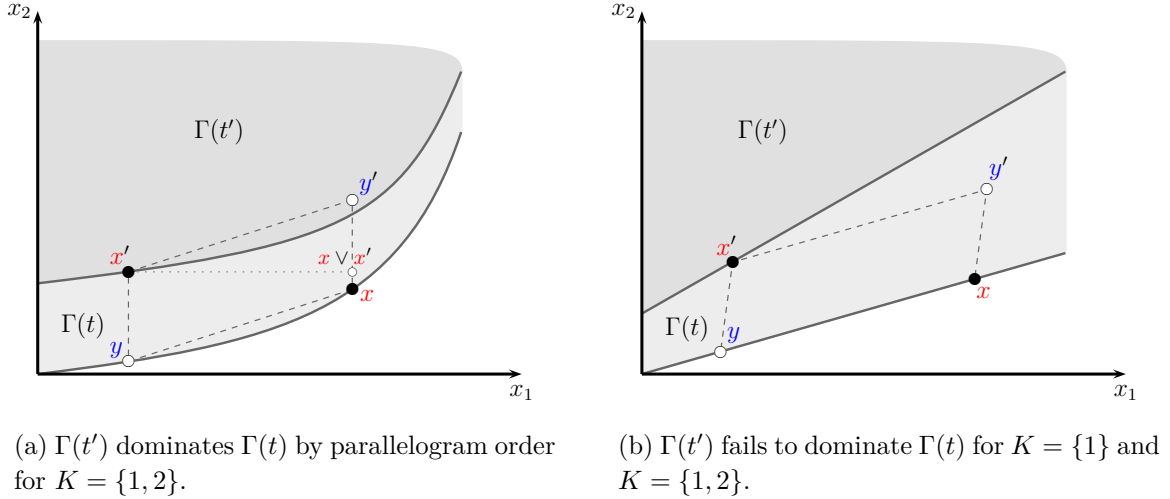 x₂
Γ(t′)
y′
x′
x ∨ x′
x
Γ(t)
y
x₁
(a) Γ(t′) dominates Γ(t) by parallelogram order
for K = {1, 2}.
x₂
Γ(t′)
y′
x′
x
Γ(t)
y
x₁
(b) Γ(t′) fails to dominate Γ(t) for K = {1} and
K = {1, 2}.